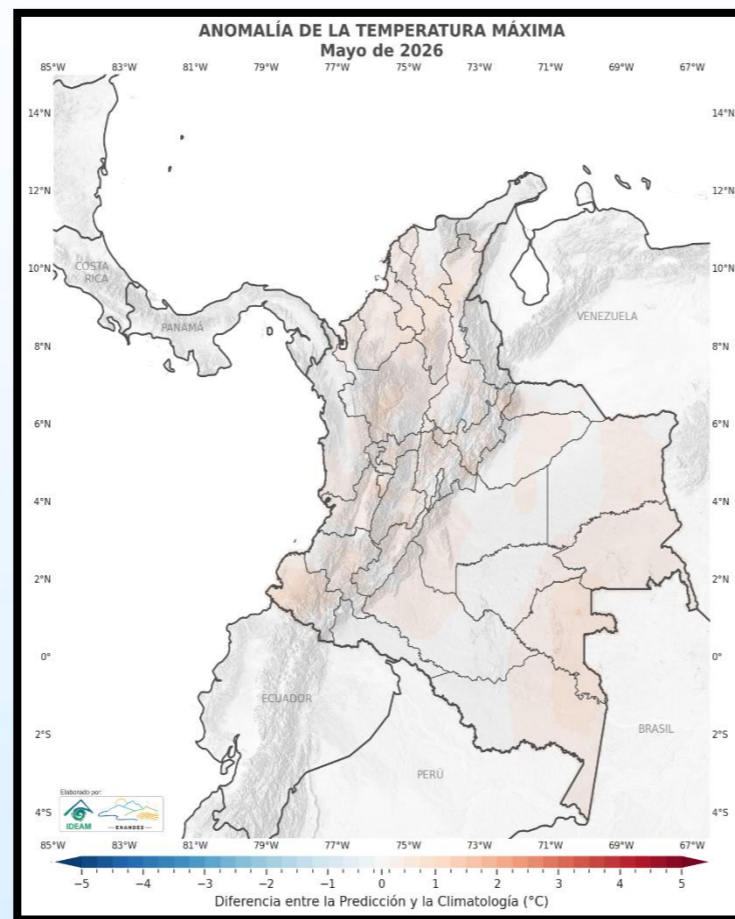 ANOMALÍA DE LA TEMPERATURA MÁXIMA
Mayo de 2026
85°W 83°W 81°W 79°W 77°W 75°W 73°W 71°W 69°W 67°W
14°N 14°N
12°N 12°N
10°N 10°N
COSTA
RICA
VENEZUELA
PANAMÁ
8°N 8°N
6°N 6°N
4°N 4°N
2°N 2°N
0° 0°
ECUADOR
BRASIL
2°S 2°S
PERÚ
Elaborado por:
IDEAM
ENANDES
4°S 4°S
85°W 83°W 81°W 79°W 77°W 75°W 73°W 71°W 69°W 67°W
−5 −4 −3 −2 −1 0 1 2 3 4 5
Diferencia entre la Predicción y la Climatología (°C)